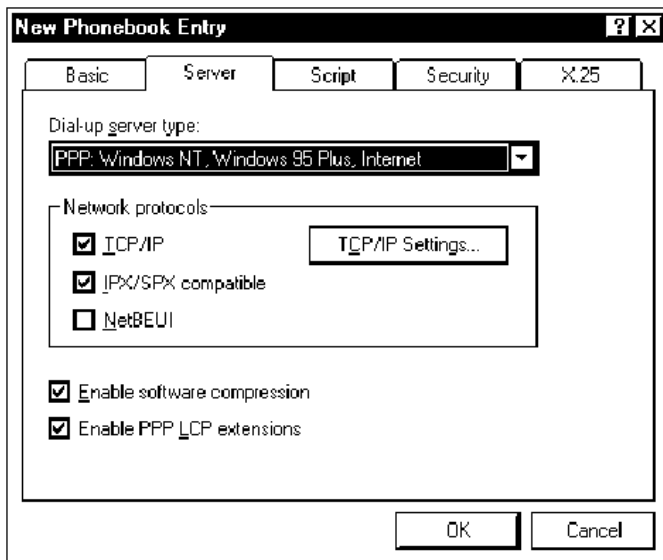 New Phonebook Entry
Basic Server Script Security X.25
Dial-up server type:
PPP: Windows NT, Windows 95 Plus, Internet
Network protocols
TCP/IP TCP/IP Settings...
IPX/SPX compatible
NetBEUI
Enable software compression
Enable PPP LCP extensions
OK Cancel